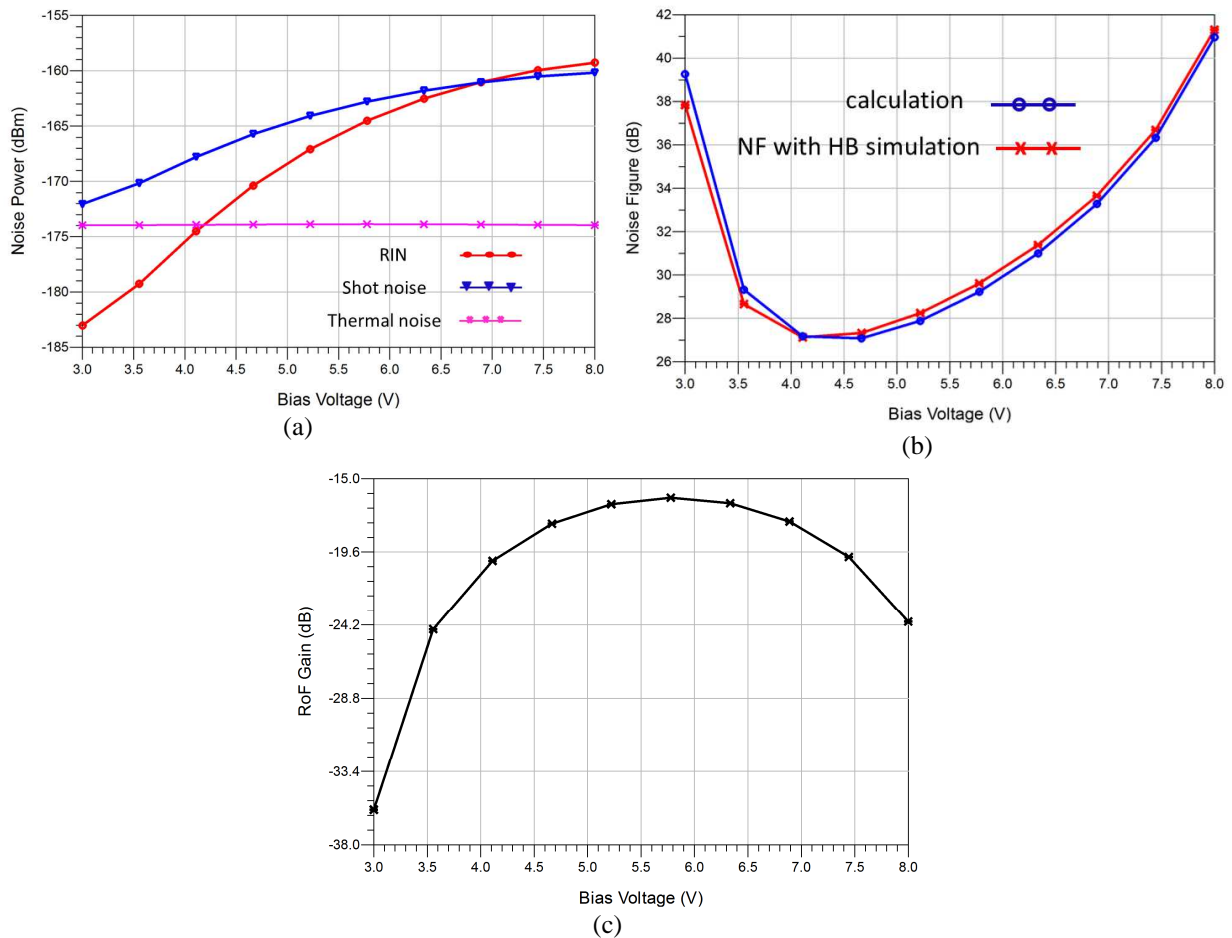 -155
-160
-165
-170
-175
-180
-185
Noise Power (dBm)
RIN
Shot noise
Thermal noise
3.0 3.5 4.0 4.5 5.0 5.5 6.0 6.5 7.0 7.5 8.0
Bias Voltage (V)
(a)
42
40
38
36
34
32
30
28
26
Noise Figure (dB)
calculation
NF with HB simulation
3.0 3.5 4.0 4.5 5.0 5.5 6.0 6.5 7.0 7.5 8.0
Bias Voltage (V)
(b)
-15.0
-19.6
-24.2
-28.8
-33.4
-38.0
RoF Gain (dB)
3.0 3.5 4.0 4.5 5.0 5.5 6.0 6.5 7.0 7.5 8.0
Bias Voltage (V)
(c)